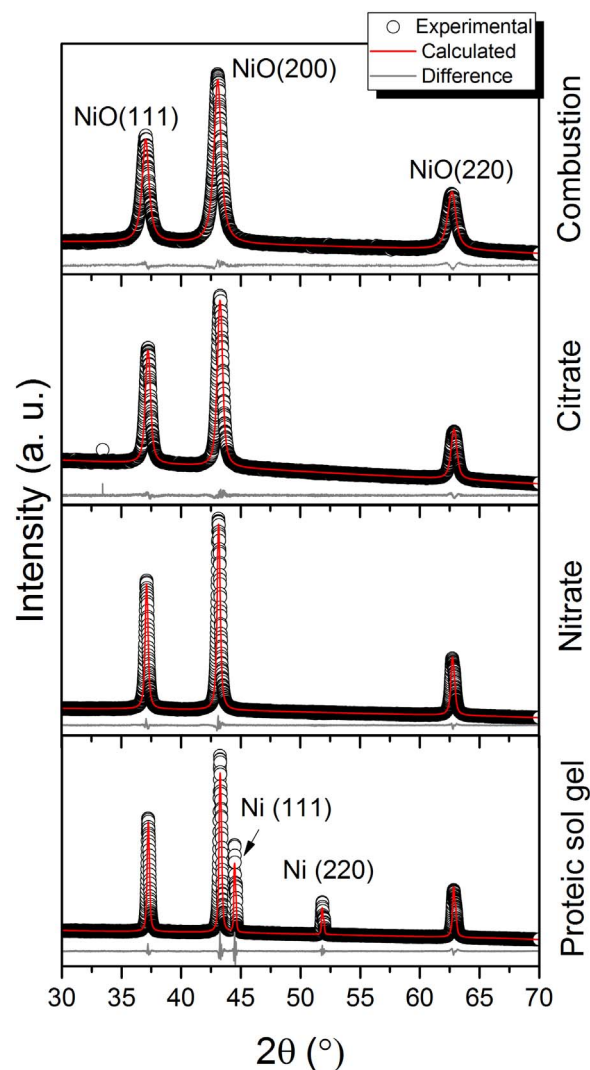 Experimental
Calculated
Difference
NiO(111)
NiO(200)
NiO(220)
Combustion
Citrate
Nitrate
Ni (111)
Ni (220)
Proteic sol gel
Intensity (a. u.)
30 35 40 45 50 55 60 65 70
2θ (°)